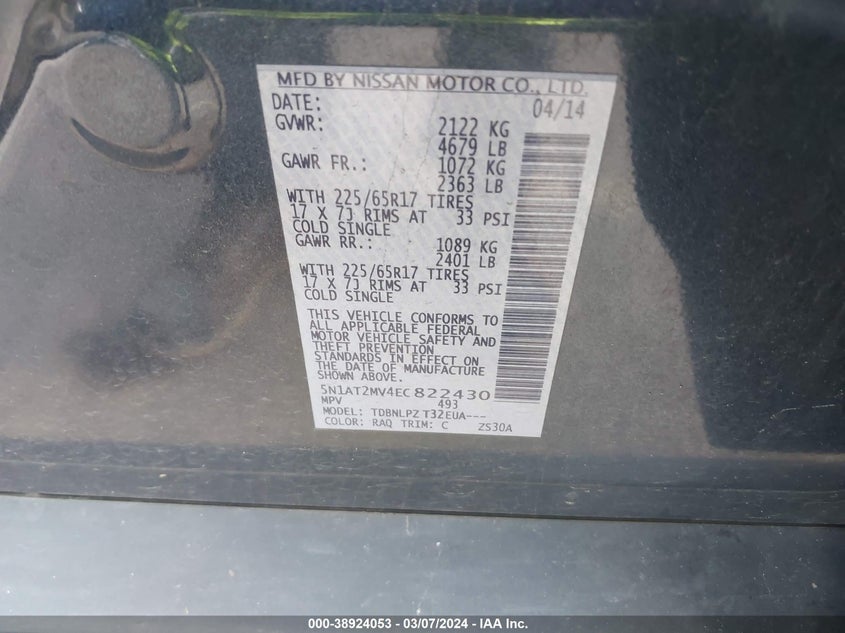 MFD BY NISSAN MOTOR CO., LTD.
DATE: 04/14
GVWR: 2122 KG
4679 LB
GAWR FR.: 1072 KG
2363 LB
WITH 225/65R17 TIRES
17 X 7J RIMS AT 33 PSI
COLD SINGLE
GAWR RR.: 1089 KG
2401 LB
WITH 225/65R17 TIRES
17 X 7J RIMS AT 33 PSI
COLD SINGLE
THIS VEHICLE CONFORMS TO
ALL APPLICABLE FEDERAL
MOTOR VEHICLE SAFETY AND
THEFT PREVENTION
STANDARDS IN EFFECT ON
THE DATE OF MANUFACTURE
SHOWN ABOVE.
5N1AT2MV4EC822430
MPV 493
MODEL: TDBNLPZ T32EUA---
COLOR: RAQ TRIM: C ZS30A
000-38924053 — 03/07/2024 — IAA Inc.